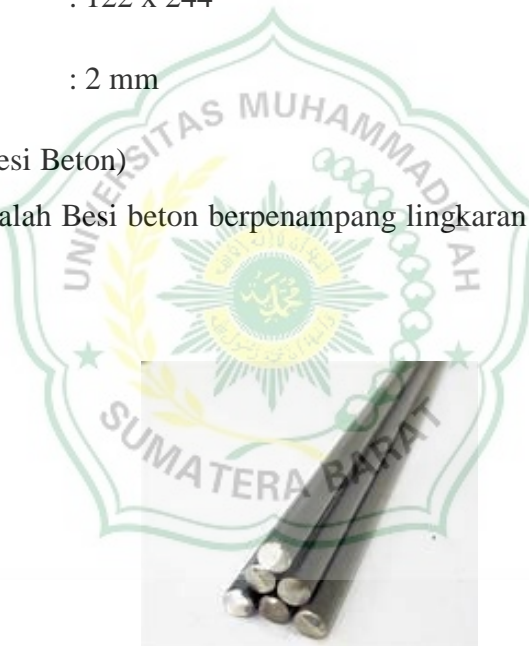 : 122 x 244
: 2 mm
esi Beton)
alah Besi beton berpenampang lingkaran
UNIVERSITAS MUHAMMADIYAH
SUMATERA BARAT